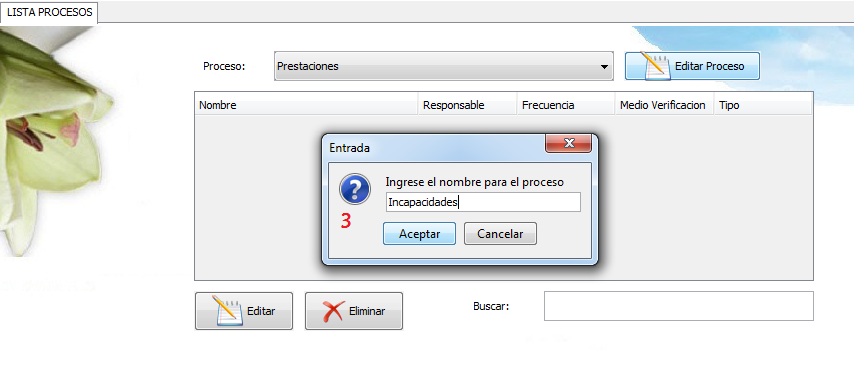 LISTA PROCESOS
Proceso: Prestaciones Editar Proceso
Nombre Responsable Frecuencia Medio Verificacion Tipo
Entrada
Ingrese el nombre para el proceso
Incapacidades
3
Aceptar Cancelar
Editar Eliminar Buscar: